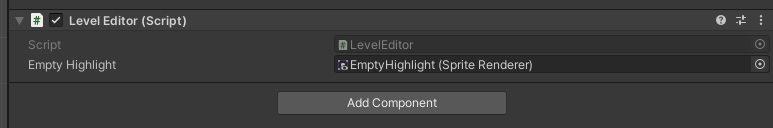 Level Editor (Script)
Script LevelEditor
Empty Highlight EmptyHighlight (Sprite Renderer)
Add Component